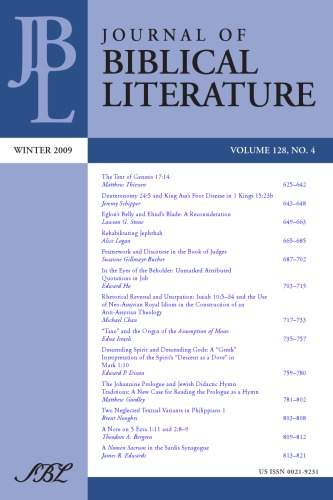 JBL
JOURNAL OF
BIBLICAL
LITERATURE
WINTER 2009
VOLUME 128, NO. 4
The Text of Genesis 17:14
Matthew Thiessen 625–642
Deuteronomy 24:5 and King Asa's Foot Disease in 1 Kings 15:23b
Jeremy Schipper 643–648
Eglon's Belly and Ehud's Blade: A Reconsideration
Lawson G. Stone 649–663
Rehabilitating Jephthah
Alice Logan 665–685
Framework and Discourse in the Book of Judges
Susanne Gillmayr-Bucher 687–702
In the Eyes of the Beholder: Unmarked Attributed
Quotations in Job
Edward Ho 703–715
Rhetorical Reversal and Usurpation: Isaiah 10:5–34 and the Use
of Neo-Assyrian Royal Idiom in the Construction of an
Anti-Assyrian Theology
Michael Chan 717–733
"Taxo" and the Origin of the Assumption of Moses
Edna Israeli 735–757
Descending Spirit and Descending Gods: A "Greek"
Interpretation of the Spirit's "Descent as a Dove" in
Mark 1:10
Edward P. Dixon 759–780
The Johannine Prologue and Jewish Didactic Hymn
Traditions: A New Case for Reading the Prologue as a Hymn
Matthew Gordley 781–802
Two Neglected Textual Variants in Philippians 1
Brent Nongbri 803–808
A Note on 5 Ezra 1:11 and 2:8–9
Theodore A. Bergren 809–812
A Nomen Sacrum in the Sardis Synagogue
James R. Edwards 813–821
SBL
US ISSN 0021-9231